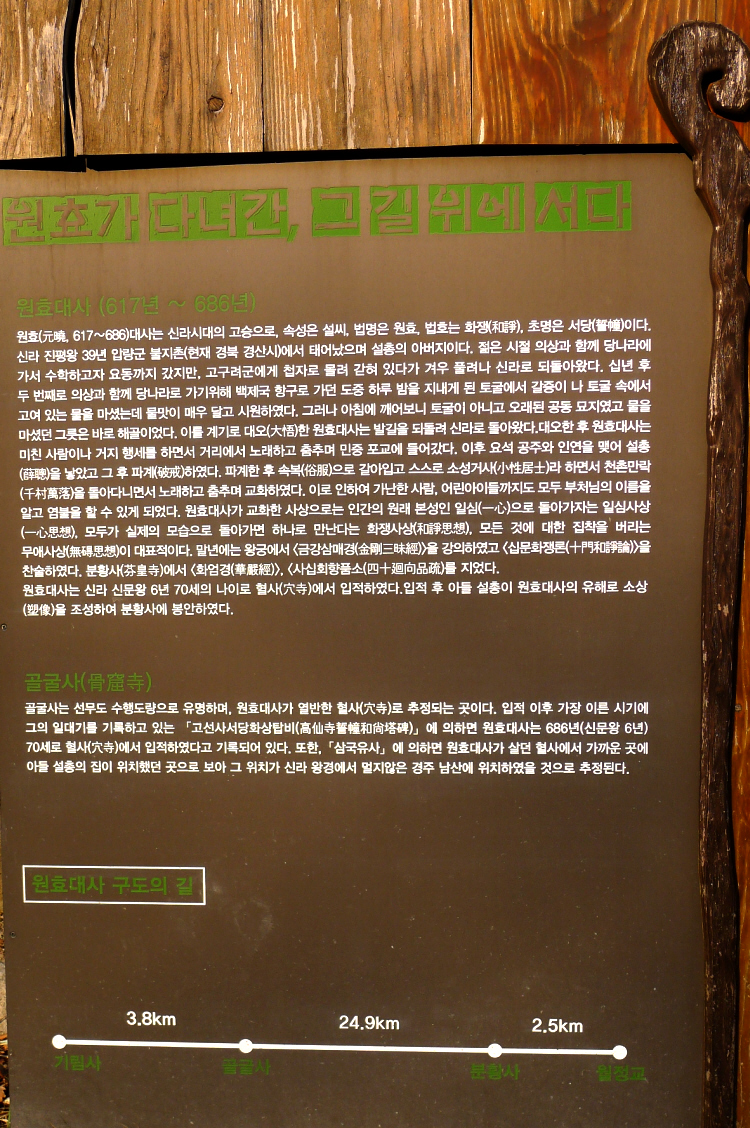 원효가 다녀간, 그 길 위에 서다
원효대사 (617년 ~ 686년)
원효(元曉, 617~686)대사는 신라시대의 고승으로, 속성은 설씨, 법명은 원효, 법호는 화쟁(和諍), 초명은 서당(誓幢)이다.
신라 진평왕 39년 압량군 불지촌(현재 경북 경산시)에서 태어났으며 설총의 아버지이다. 젊은 시절 의상과 함께 당나라에
가서 수학하고자 요동까지 갔지만, 고구려군에게 첩자로 몰려 갇혀 있다가 겨우 풀려나 신라로 되돌아왔다. 십년 후
두 번째로 의상과 함께 당나라로 가기위해 백제국 항구로 가던 도중 하루 밤을 지내게 된 토굴에서 갈증이 나 토굴 속에서
고여 있는 물을 마셨는데 물맛이 매우 달고 시원하였다. 그러나 아침에 깨어보니 토굴이 아니고 오래된 공동 묘지였고 물을
마셨던 그릇은 바로 해골이었다. 이를 계기로 대오(大悟)한 원효대사는 발길을 되돌려 신라로 돌아왔다.대오한 후 원효대사는
미친 사람이나 거지 행세를 하면서 거리에서 노래하고 춤추며 민중 포교에 들어갔다. 이후 요석 공주와 인연을 맺어 설총
(薛聰)을 낳았고 그 후 파계(破戒)하였다. 파계한 후 속복(俗服)으로 갈아입고 스스로 소성거사(小性居士)라 하면서 천촌만락
(千村萬落)을 돌아다니면서 노래하고 춤추며 교화하였다. 이로 인하여 가난한 사람, 어린아이들까지도 모두 부처님의 이름을
알고 염불을 할 수 있게 되었다. 원효대사가 교화한 사상으로는 인간의 원래 본성인 일심(一心)으로 돌아가자는 일심사상
(一心思想), 모두가 실제의 모습으로 돌아가면 하나로 만난다는 화쟁사상(和諍思想), 모든 것에 대한 집착을 버리는
무애사상(無碍思想)이 대표적이다. 말년에는 왕궁에서 〈금강삼매경(金剛三昧經)〉을 강의하였고 〈십문화쟁론(十門和諍論)〉을
찬술하였다. 분황사(芬皇寺)에서 〈화엄경(華嚴經)〉, 〈사십회향품소(四十廻向品疏)를 지었다.
원효대사는 신라 신문왕 6년 70세의 나이로 혈사(穴寺)에서 입적하였다.입적 후 아들 설총이 원효대사의 유해로 소상
(塑像)을 조성하여 분황사에 봉안하였다.
골굴사(骨窟寺)
골굴사는 선무도 수행도량으로 유명하며, 원효대사가 열반한 혈사(穴寺)로 추정되는 곳이다. 입적 이후 가장 이른 시기에
그의 일대기를 기록하고 있는 「고선사서당화상탑비(高仙寺誓幢和尙塔碑)」에 의하면 원효대사는 686년(신문왕 6년)
70세로 혈사(穴寺)에서 입적하였다고 기록되어 있다. 또한, 「삼국유사」에 의하면 원효대사가 살던 혈사에서 가까운 곳에
아들 설총의 집이 위치했던 곳으로 보아 그 위치가 신라 왕경에서 멀지않은 경주 남산에 위치하였을 것으로 추정된다.
원효대사 구도의 길
3.8km 24.9km 2.5km
기림사 골굴사 분황사 월정교